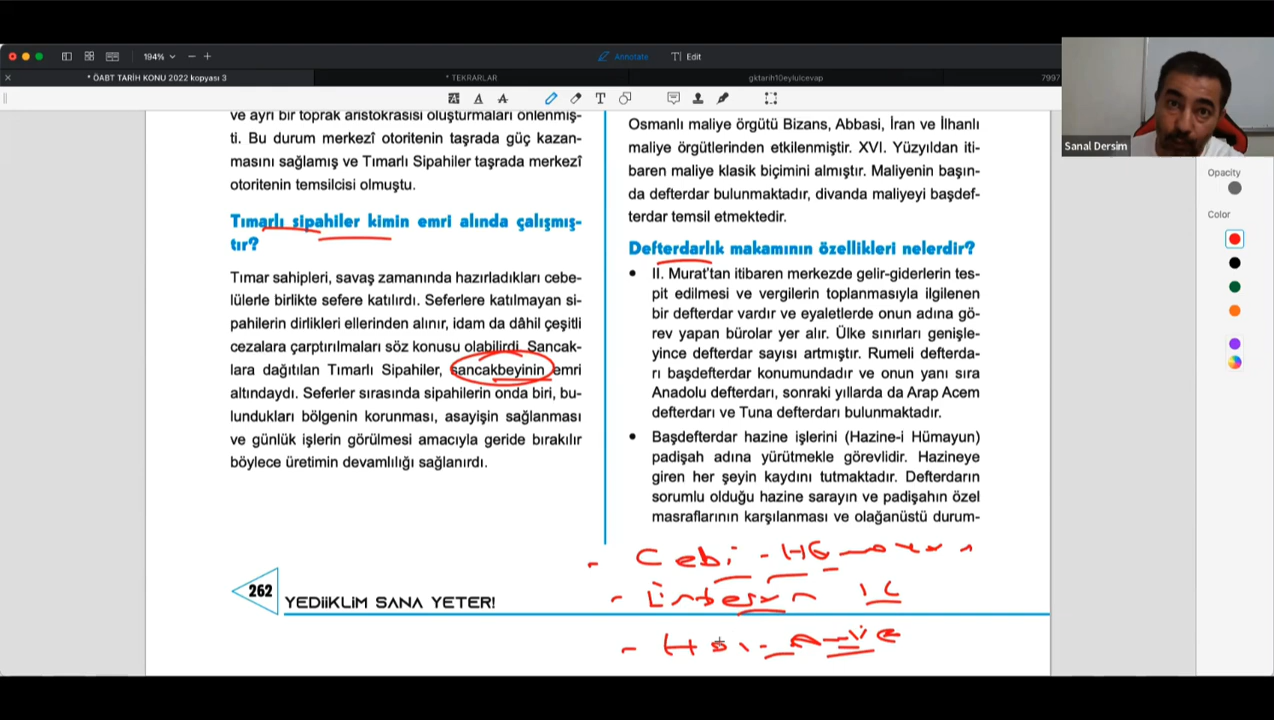 194%
Annotate
Edit
* ÖABT TARİH KONU 2022 kopyası 3
* TEKRARLAR
gktarih10eylulcevap
7997
Sanal Dersim
Opacity
Color
ve ayrı bir toprak aristokrasisi oluşturmaları önlenmiş-
ti. Bu durum merkezî otoritenin taşrada güç kazan-
masını sağlamış ve Tımarlı Sipahiler taşrada merkezî
otoritenin temsilcisi olmuştu.
Tımarlı sipahiler kimin emri alında çalışmış-
tır?
Tımar sahipleri, savaş zamanında hazırladıkları cebe-
lülerle birlikte sefere katılırdı. Seferlere katılmayan si-
pahilerin dirlikleri ellerinden alınır, idam da dâhil çeşitli
cezalara çarptırılmaları söz konusu olabilirdi. Sancak-
lara dağıtılan Tımarlı Sipahiler, sancakbeyinin emri
altındaydı. Seferler sırasında sipahilerin onda biri, bu-
lundukları bölgenin korunması, asayişin sağlanması
ve günlük işlerin görülmesi amacıyla geride bırakılır
böylece üretimin devamlılığı sağlanırdı.
Osmanlı maliye örgütü Bizans, Abbasi, İran ve İlhanlı
maliye örgütlerinden etkilenmiştir. XVI. Yüzyıldan iti-
baren maliye klasik biçimini almıştır. Maliyenin başın-
da defterdar bulunmaktadır, divanda maliyeyi başdef-
terdar temsil etmektedir.
Defterdarlık makamının özellikleri nelerdir?
• II. Murat'tan itibaren merkezde gelir-giderlerin tes-
pit edilmesi ve vergilerin toplanmasıyla ilgilenen
bir defterdar vardır ve eyaletlerde onun adına gö-
rev yapan bürolar yer alır. Ülke sınırları genişle-
yince defterdar sayısı artmıştır. Rumeli defterda-
rı başdefterdar konumundadır ve onun yanı sıra
Anadolu defterdarı, sonraki yıllarda da Arap Acem
defterdarı ve Tuna defterdarı bulunmaktadır.
• Başdefterdar hazine işlerini (Hazine-i Hümayun)
padişah adına yürütmekle görevlidir. Hazineye
giren her şeyin kaydını tutmaktadır. Defterdarın
sorumlu olduğu hazine sarayın ve padişahın özel
masraflarının karşılanması ve olağanüstü durum-
- Cebi-
262
YEDİİKLİM SANA YETER!